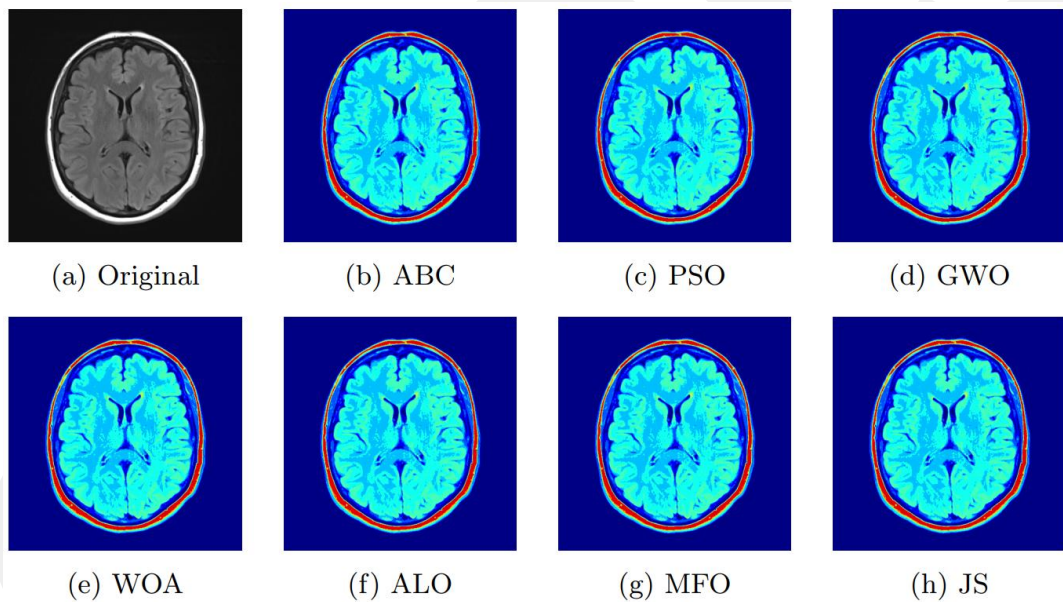 (a) Original
(b) ABC
(c) PSO
(d) GWO
(e) WOA
(f) ALO
(g) MFO
(h) JS